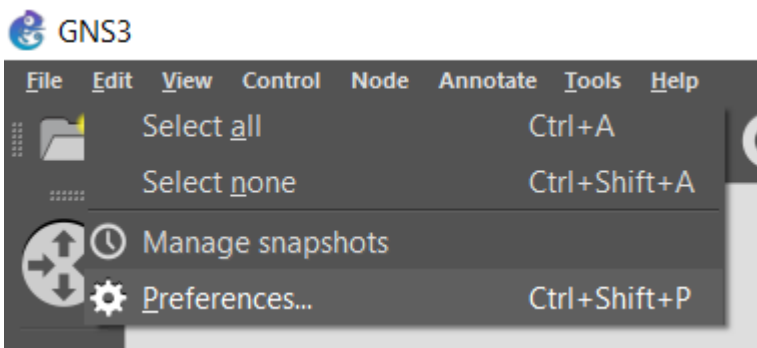 GNS3
File Edit View Control Node Annotate Tools Help
Select all Ctrl+A
Select none Ctrl+Shift+A
Manage snapshots
Preferences... Ctrl+Shift+P